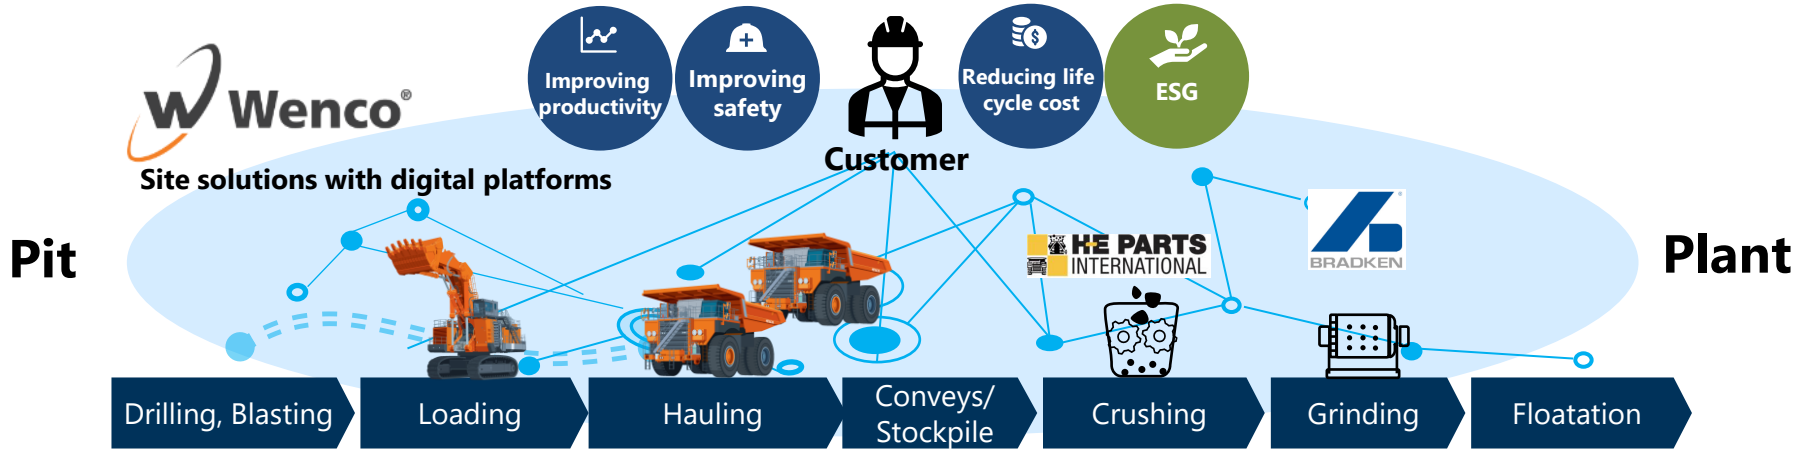 Improving
productivity
Improving
safety
Reducing life
cycle cost
ESG
W Wenco®
Customer
Site solutions with digital platforms
Pit
Plant
H-E PARTS
INTERNATIONAL
BRADKEN
Drilling, Blasting
Loading
Hauling
Conveys/
Stockpile
Crushing
Grinding
Floatation